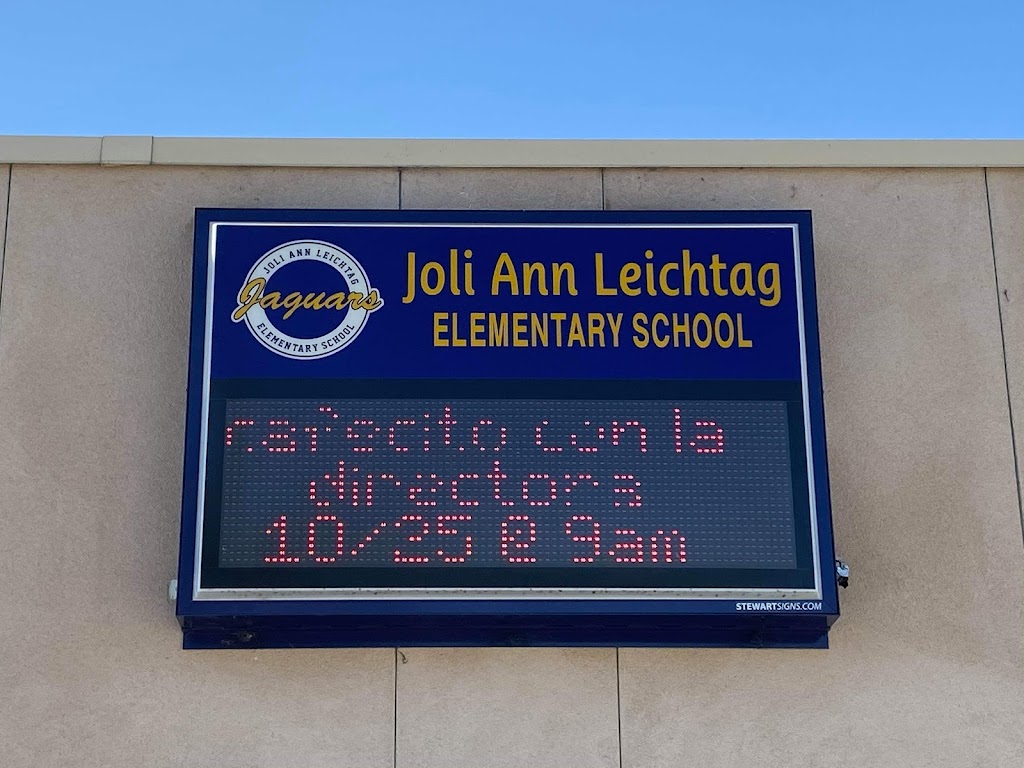 JOLI ANN LEICHTAG
Jaguars
ELEMENTARY SCHOOL
Joli Ann Leichtag
ELEMENTARY SCHOOL
cafecito con la
directora
10/25 @ 9am
STEWARTSIGNS.COM